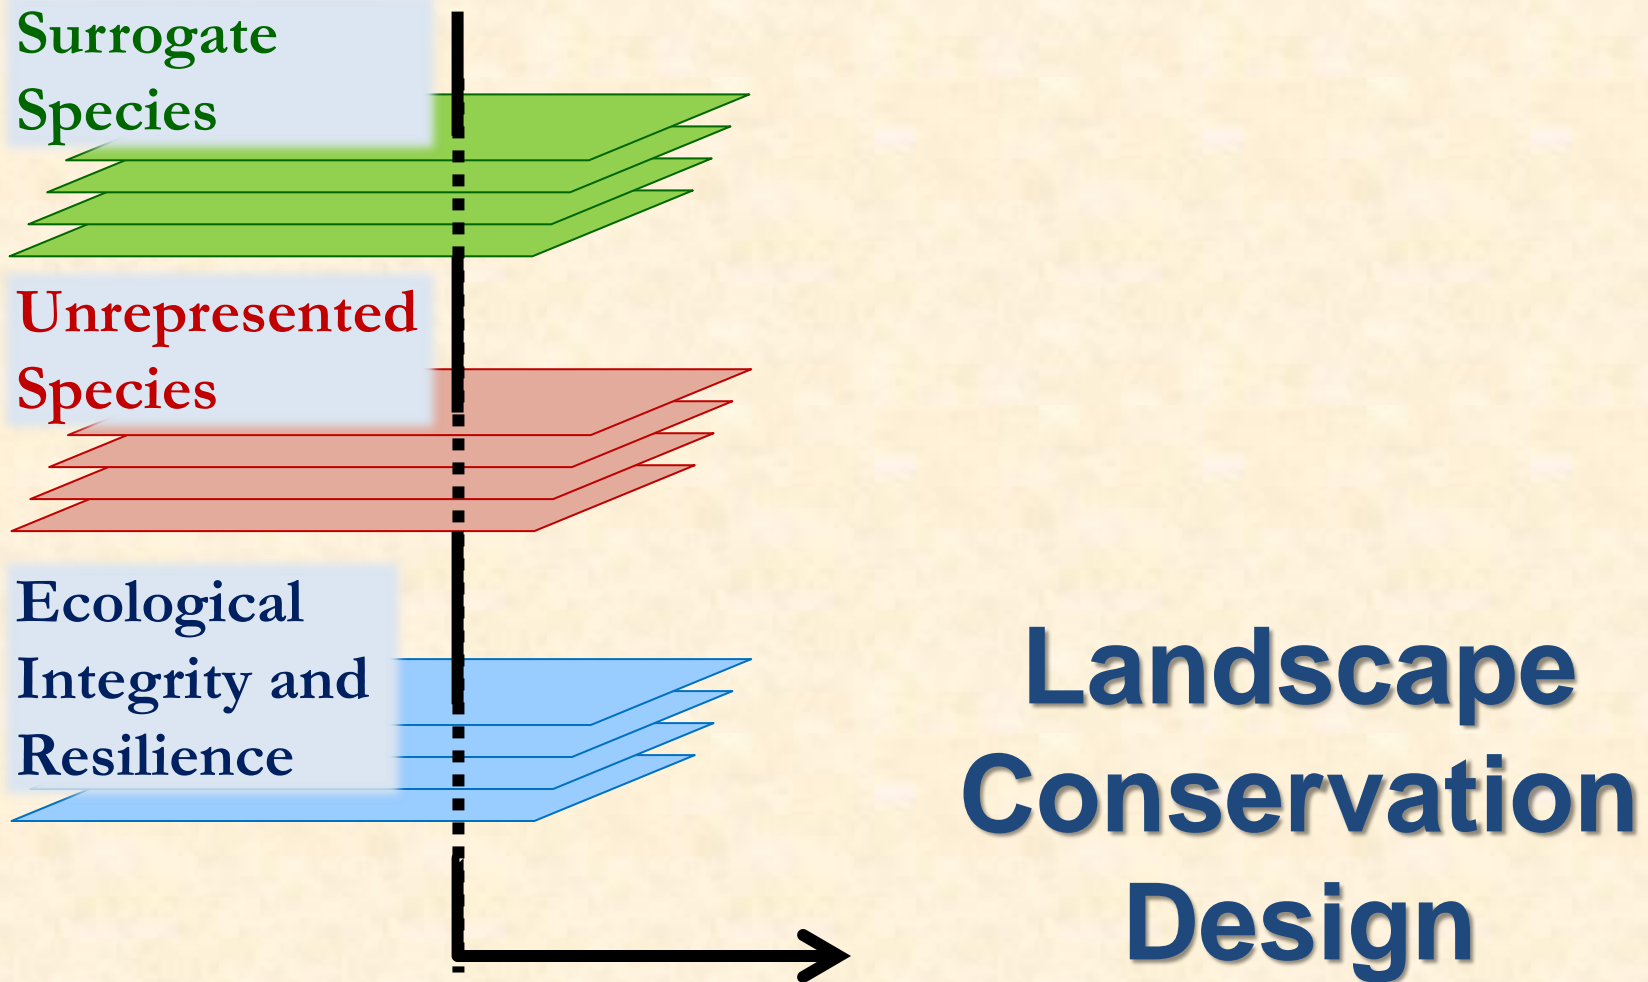 Surrogate
Species
Unrepresented
Species
Ecological
Integrity and
Resilience
Landscape
Conservation
Design